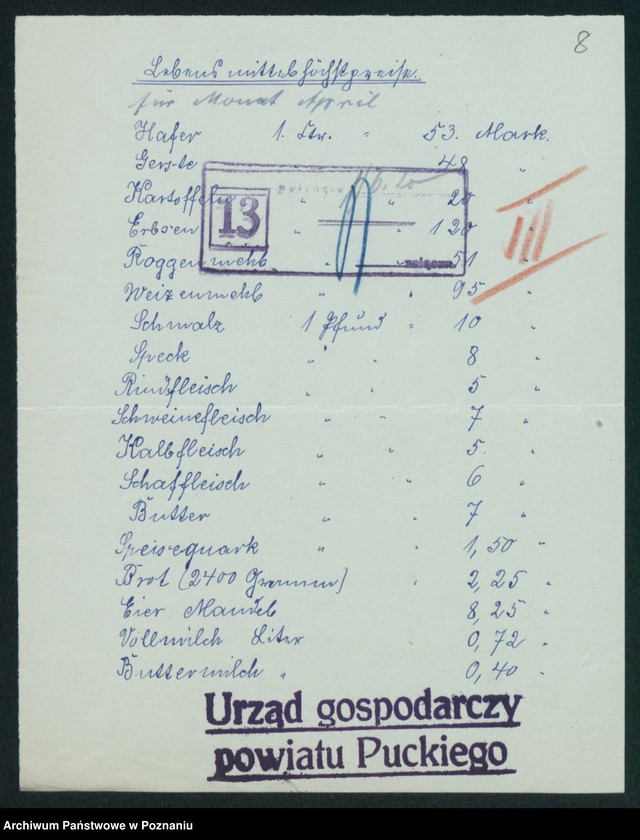 8
Lebensmittelhöchstpreise.
für Monat April
Hafer 1. Ztr. = 53. Mark.
Gerste 48 "
Kartoffeln " 20 "
Erbsen " " 120
Roggenmehl " " 51
Weizenmehl " " 95 "
Schmalz 1 Pfund = 10 "
Speck " " 8 "
Rindfleisch " " 5 "
Schweinefleisch " " 7 "
Kalbfleisch " " 5. "
Schaffleisch " " 6 "
Butter " " 7 "
Speisequark " " 1,50 "
Brot (2400 Gramm) " 2,25 "
Eier Mandel 8,25 "
Vollmilch Liter 0,72 "
Buttermilch " 0,40 "
13
III
Urząd gospodarczy
powiatu Puckiego
Archiwum Państwowe w Poznaniu